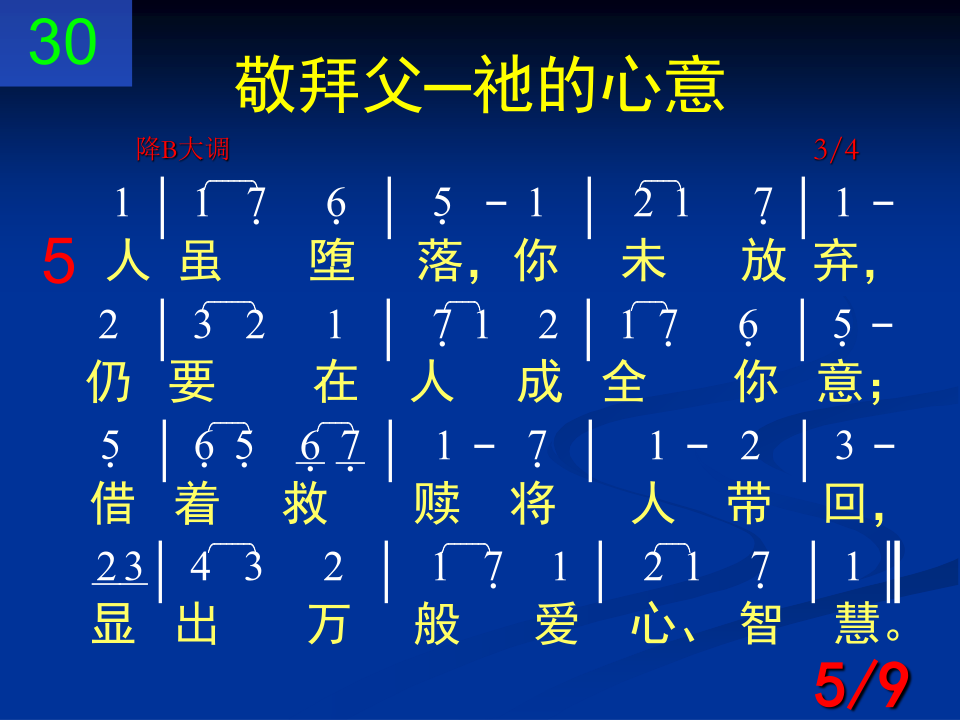 30
敬拜父─祂的心意
降B大调 3/4
1 | 1 7̣ 6̣ | 5̣ - 1 | 2 1 7̣ | 1 -
5 人 虽 堕 落，你 未 放 弃，
2 | 3 2 1 | 7̣ 1 2 | 1 7̣ 6̣ | 5̣ -
仍 要 在 人 成 全 你 意；
5̣ | 6̣ 5̣ 6̣ 7̣ | 1 - 7̣ | 1 - 2 | 3 -
借 着 救 赎 将 人 带 回，
2 3 | 4 3 2 | 1 7̣ 1 | 2 1 7̣ | 1 ‖
显 出 万 般 爱 心、智 慧。
5/9